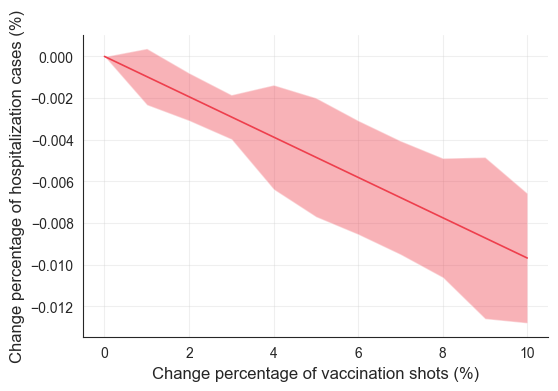 Change percentage of hospitalization cases (%)
0.000
−0.002
−0.004
−0.006
−0.008
−0.010
−0.012
0 2 4 6 8 10
Change percentage of vaccination shots (%)